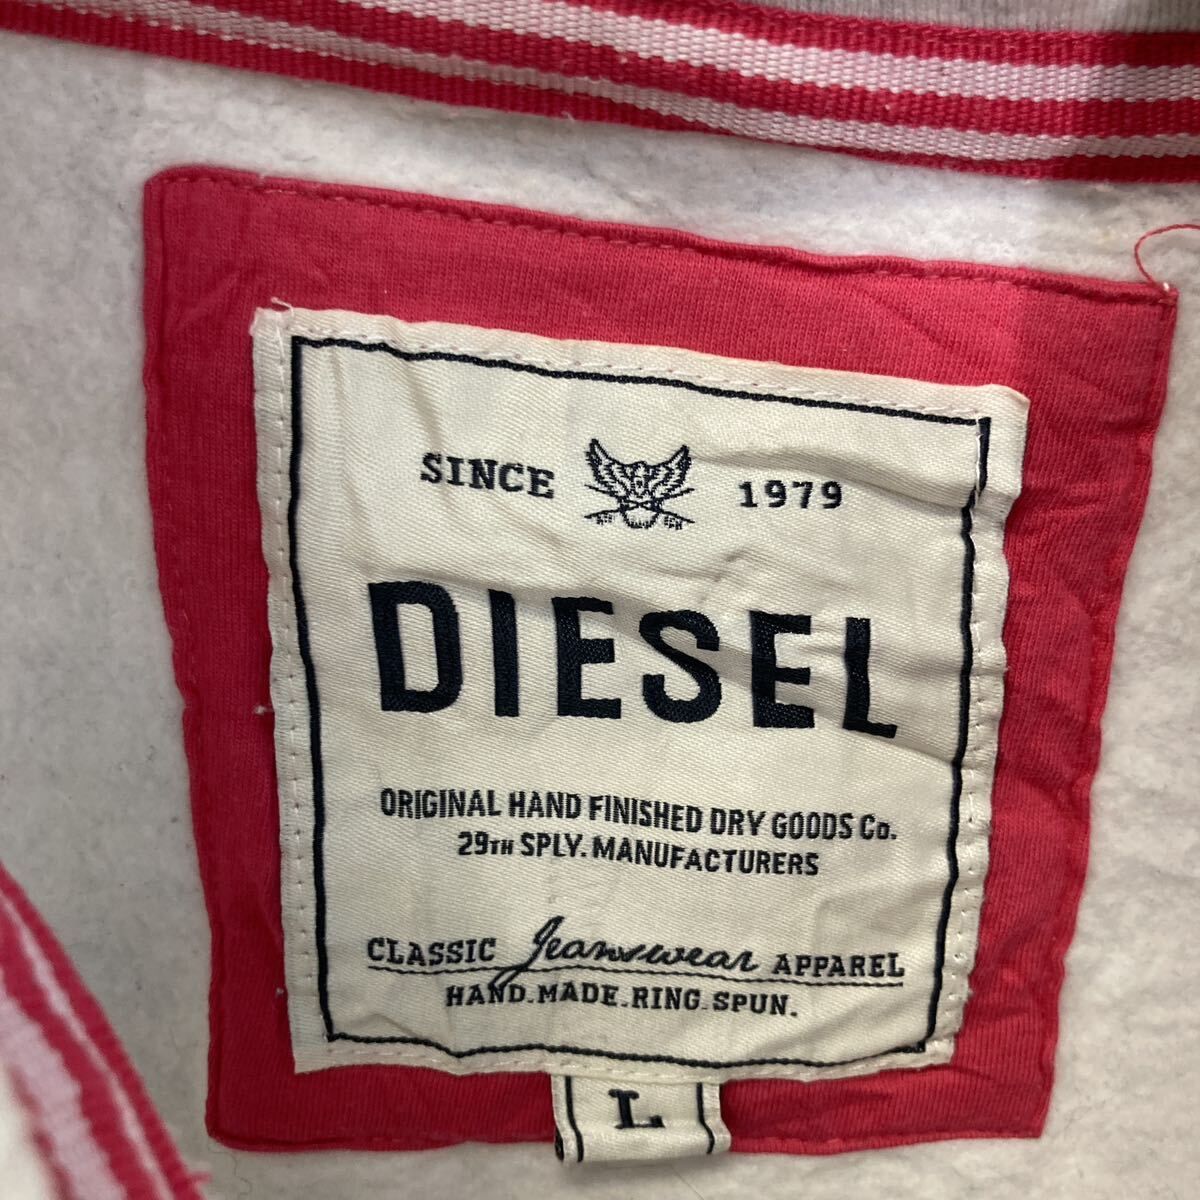 SINCE 1979
DIESEL
ORIGINAL HAND FINISHED DRY GOODS Co.
29TH SPLY. MANUFACTURERS
CLASSIC Jeanswear APPAREL
HAND.MADE.RING.SPUN.
L